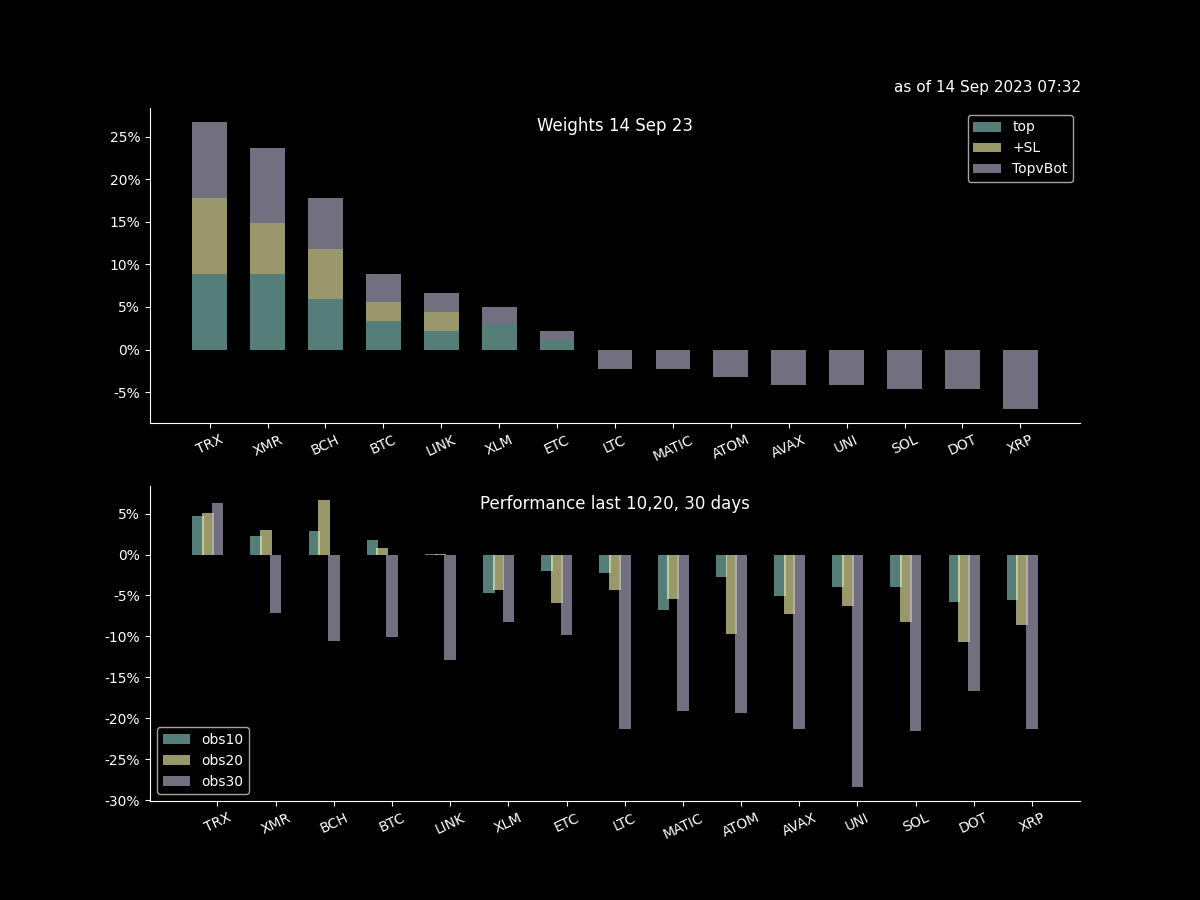 as of 14 Sep 2023 07:32
Weights 14 Sep 23
top
+SL
TopvBot
25%
20%
15%
10%
5%
0%
-5%
TRX XMR BCH BTC LINK XLM ETC LTC MATIC ATOM AVAX UNI SOL DOT XRP
Performance last 10,20, 30 days
5%
0%
-5%
-10%
-15%
-20%
-25%
-30%
obs10
obs20
obs30
TRX XMR BCH BTC LINK XLM ETC LTC MATIC ATOM AVAX UNI SOL DOT XRP